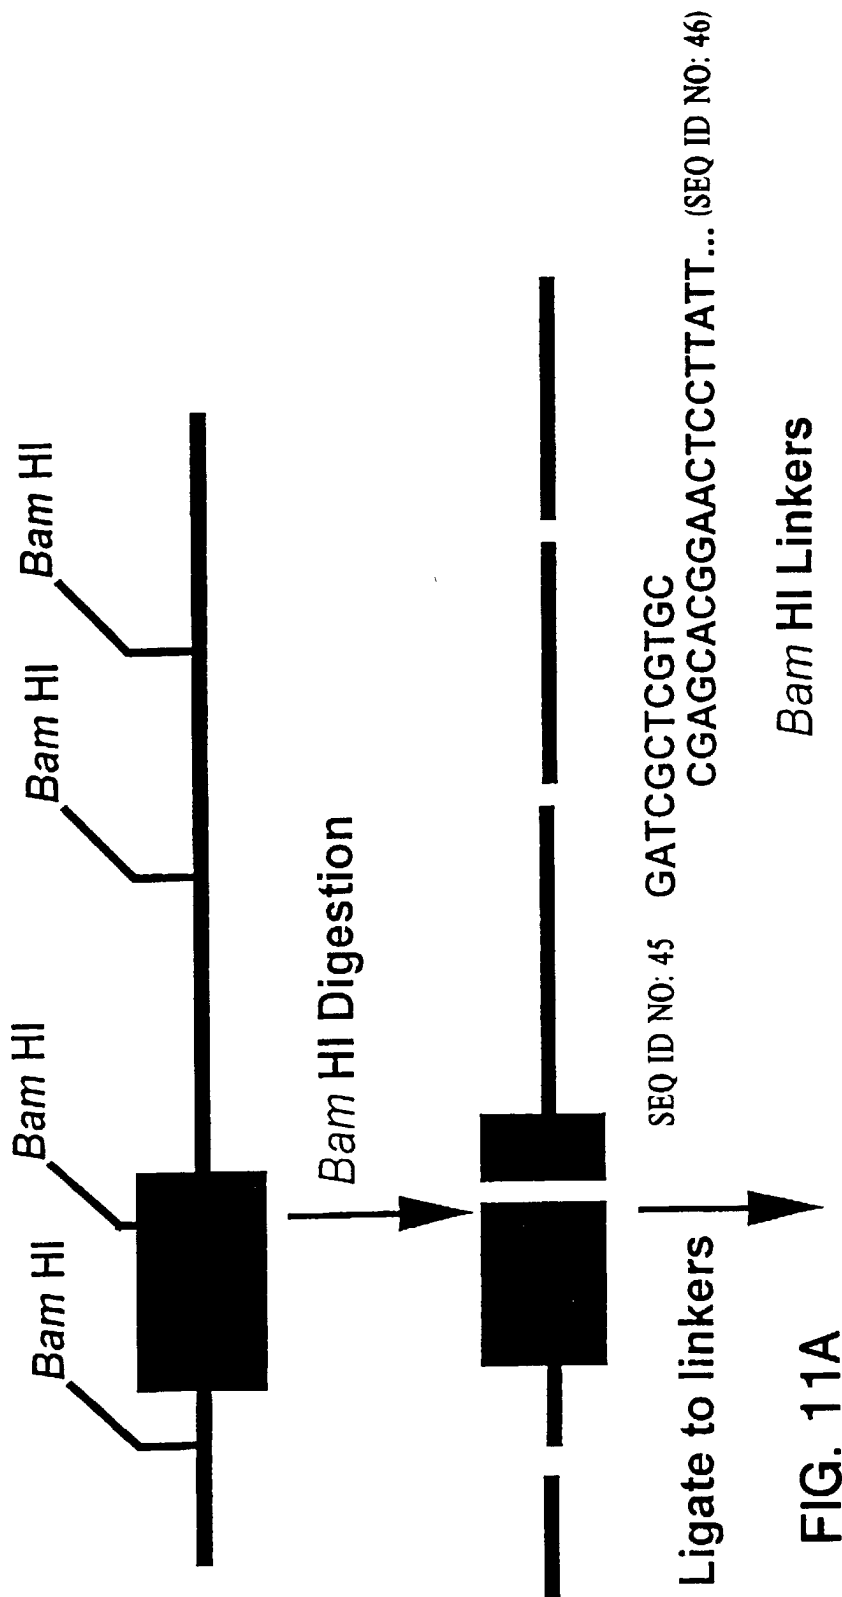 Bam HI
Bam HI
Bam HI
Bam HI
Bam HI Digestion
SEQ ID NO: 45 GATCGCTCGTGC
CGAGCACGGAACTCCTTATT... (SEQ ID NO: 46)
Ligate to linkers
Bam HI Linkers
FIG. 11A